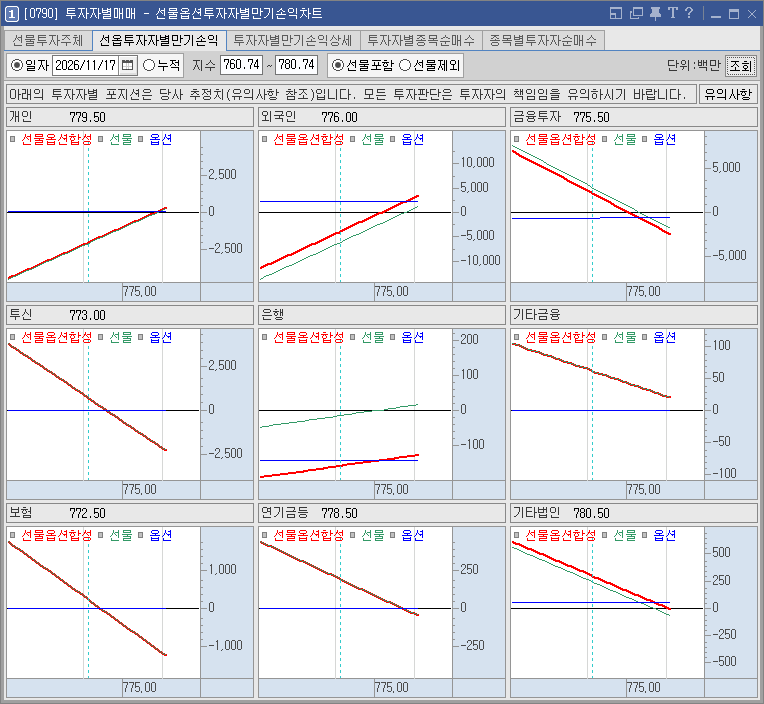 1 [0790] 투자자별매매 - 선물옵션투자자별만기손익차트 T ?
선물투자주체 선옵투자자별만기손익 투자자별만기손익상세 투자자별종목순매수 종목별투자자순매수
일자 2026/11/17 누적 지수 760.74 ~ 780.74 선물포함 선물제외 단위:백만 조회
아래의 투자자별 포지션은 당사 추정치(유의사항 참조)입니다. 모든 투자판단은 투자자의 책임임을 유의하시기 바랍니다. 유의사항
개인 779.50
선물옵션합성 선물 옵션
2,500
0
-2,500
775.00
외국인 776.00
선물옵션합성 선물 옵션
10,000
5,000
0
-5,000
-10,000
775.00
금융투자 775.50
선물옵션합성 선물 옵션
5,000
0
-5,000
775.00
투신 773.00
선물옵션합성 선물 옵션
2,500
0
-2,500
775.00
은행
선물옵션합성 선물 옵션
200
100
0
-100
775.00
기타금융
선물옵션합성 선물 옵션
100
50
0
-50
-100
775.00
보험 772.50
선물옵션합성 선물 옵션
1,000
0
-1,000
775.00
연기금등 778.50
선물옵션합성 선물 옵션
250
0
-250
775.00
기타법인 780.50
선물옵션합성 선물 옵션
500
250
0
-250
-500
775.00